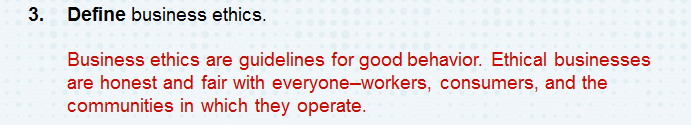 3. Define business ethics.
Business ethics are guidelines for good behavior. Ethical businesses
are honest and fair with everyone–workers, consumers, and the
communities in which they operate.